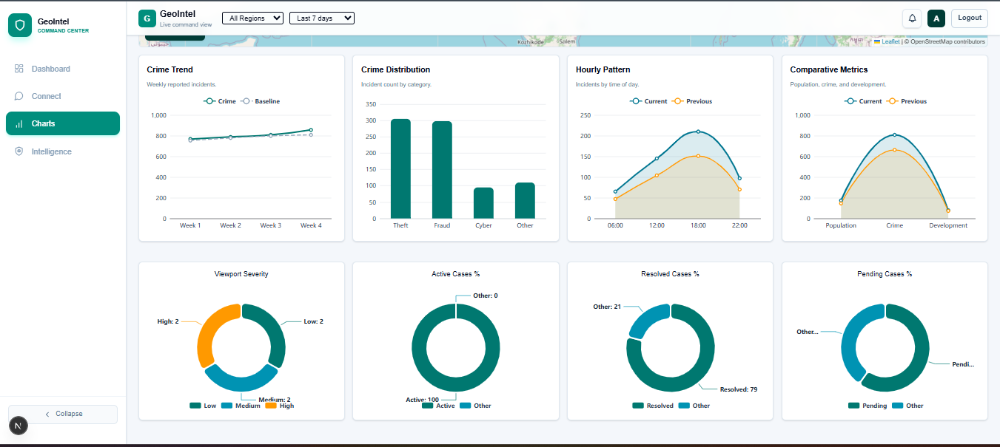 GeoIntel
COMMAND CENTER
Dashboard
Connect
Charts
Intelligence
Collapse
N
G
GeoIntel
Live command view
All Regions
Last 7 days
A
Logout
Kozhikode
Salem
Leaflet | © OpenStreetMap contributors
Crime Trend
Weekly reported incidents.
Crime Baseline
1,000
800
600
400
200
0
Week 1 Week 2 Week 3 Week 4
Crime Distribution
Incident count by category.
350
300
250
200
150
100
50
0
Theft Fraud Cyber Other
Hourly Pattern
Incidents by time of day.
Current Previous
250
200
150
100
50
0
06:00 12:00 18:00 22:00
Comparative Metrics
Population, crime, and development.
Current Previous
1,000
800
600
400
200
0
Population Crime Development
Viewport Severity
High: 2
Low: 2
Medium: 2
Low Medium High
Active Cases %
Other: 0
Active: 100
Active Other
Resolved Cases %
Other: 21
Resolved: 79
Resolved Other
Pending Cases %
Other...
Pendi...
Pending Other